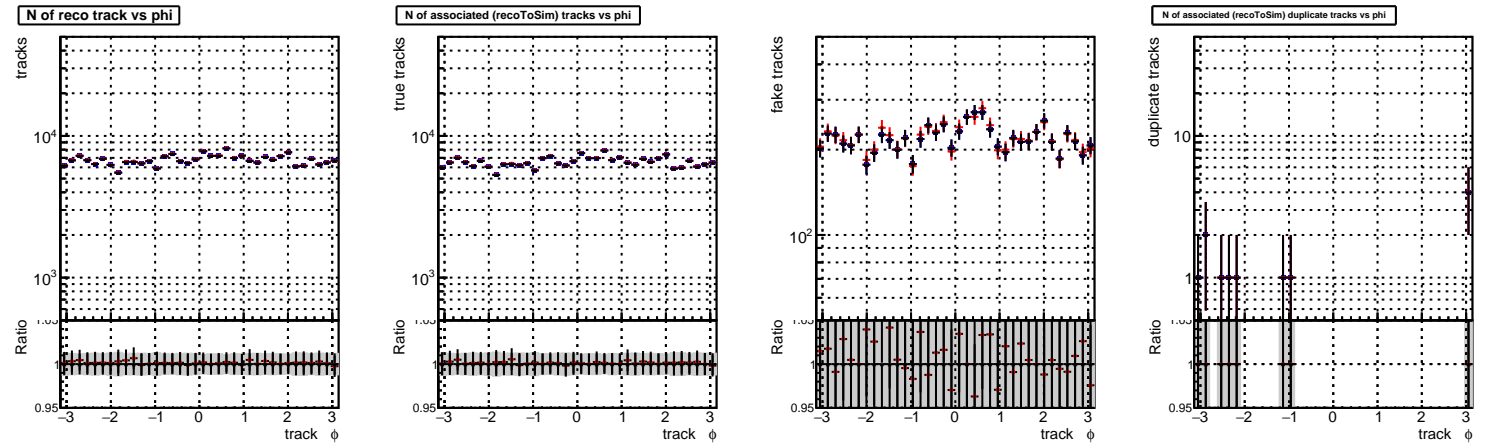 N of reco track vs phi
tracks
10^4
10^3
Ratio
1
0.95
−3 −2 −1 0 1 2 3
track φ
N of associated (recoToSim) tracks vs phi
true tracks
10^4
10^3
Ratio
1
0.95
−3 −2 −1 0 1 2 3
track φ
fake tracks
10^2
Ratio
1
0.95
−3 −2 −1 0 1 2 3
track φ
N of associated (recoToSim) duplicate tracks vs phi
duplicate tracks
10
1
Ratio
1
0.95
−3 −2 −1 0 1 2 3
track φ